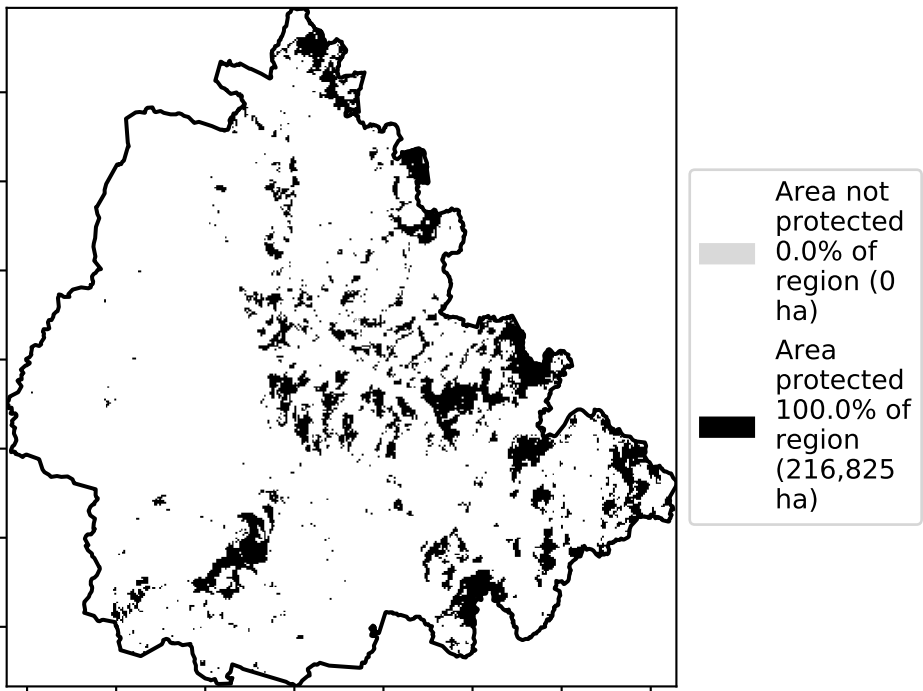 Area not
protected
0.0% of
region (0
ha)
Area
protected
100.0% of
region
(216,825
ha)